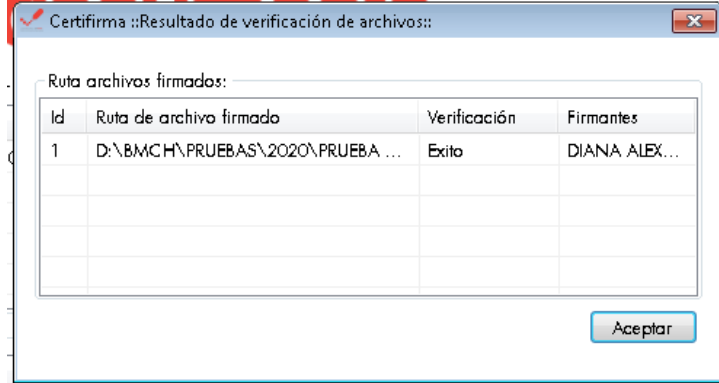 Certifirma ::Resultado de verificación de archivos::
Ruta archivos firmados:
Id Ruta de archivo firmado Verificación Firmantes
1 D:\BMCH\PRUEBAS\2020\PRUEBA ... Exito DIANA ALEX...
Aceptar